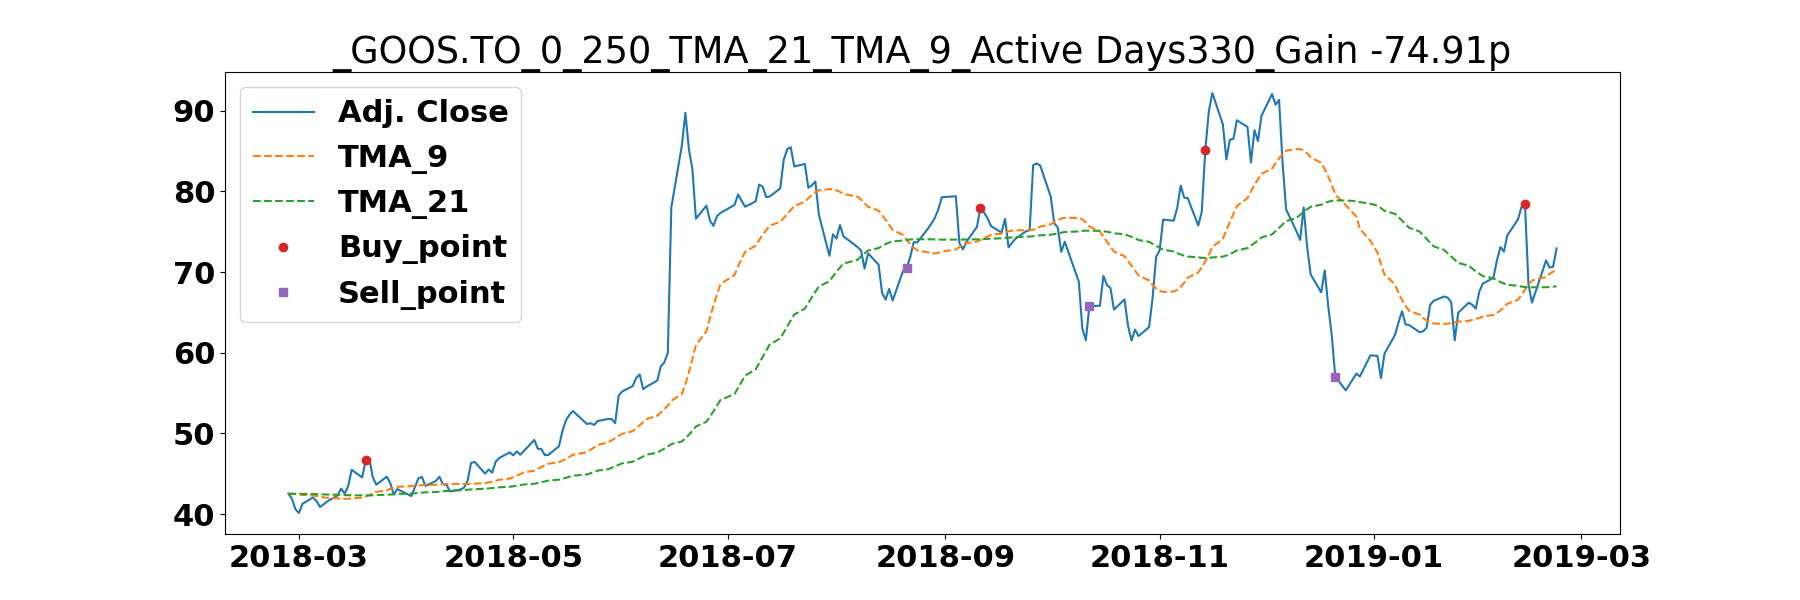 _GOOS.TO_0_250_TMA_21_TMA_9_Active Days330_Gain -74.91p
Adj. Close
TMA_9
TMA_21
Buy_point
Sell_point
90
80
70
60
50
40
2018-03 2018-05 2018-07 2018-09 2018-11 2019-01 2019-03